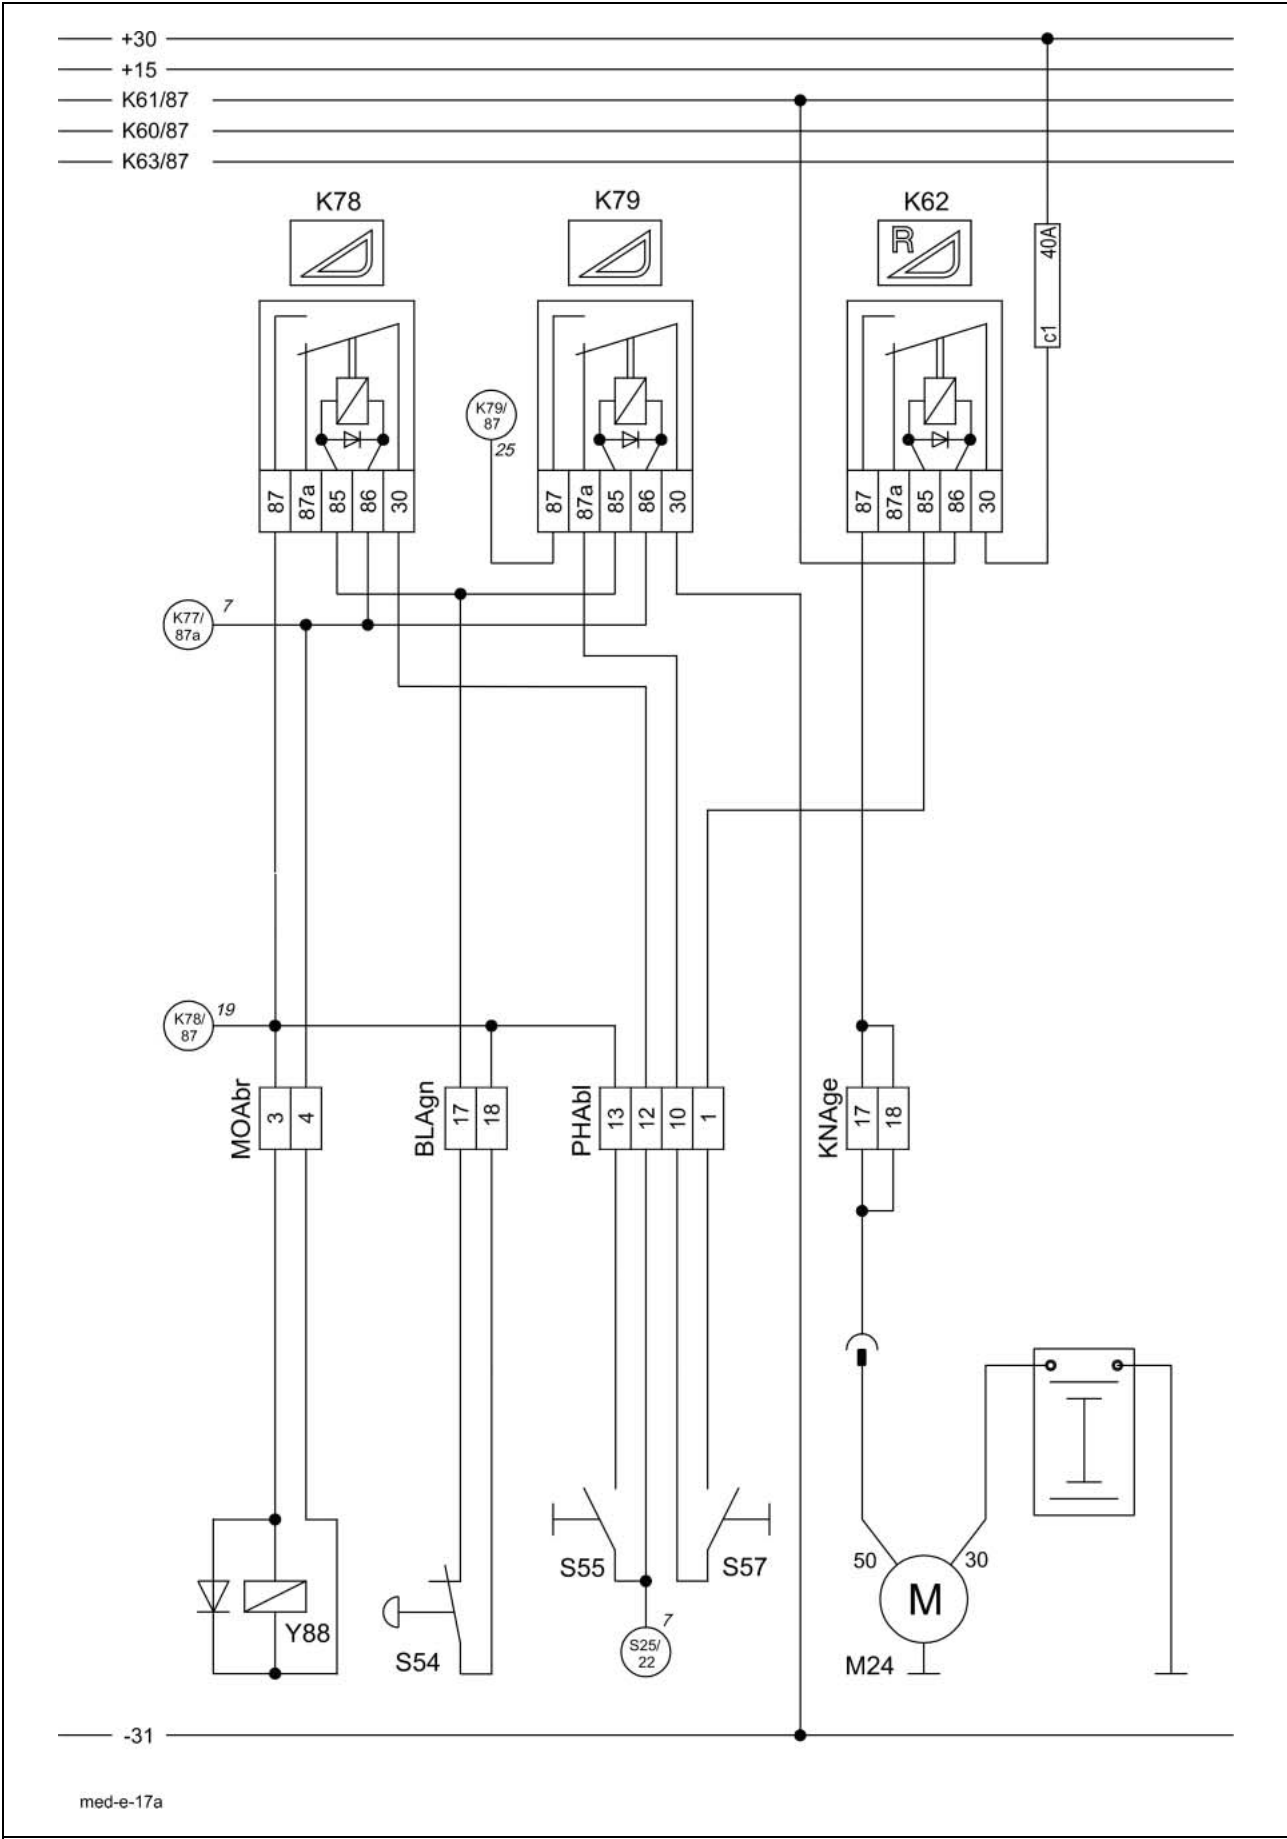 +30
+15
K61/87
K60/87
K63/87
K78
K79
K62
R
40A
c1
K79/
87
25
87
87a
85
86
30
87
87a
85
86
30
87
87a
85
86
30
K77/
87a
7
K78/
87
19
MOAbr
3
4
BLAgn
17
18
PHAbl
13
12
10
1
KNAge
17
18
S55
S57
50
30
M
Y88
S54
S25/
22
7
M24
-31
med-e-17a